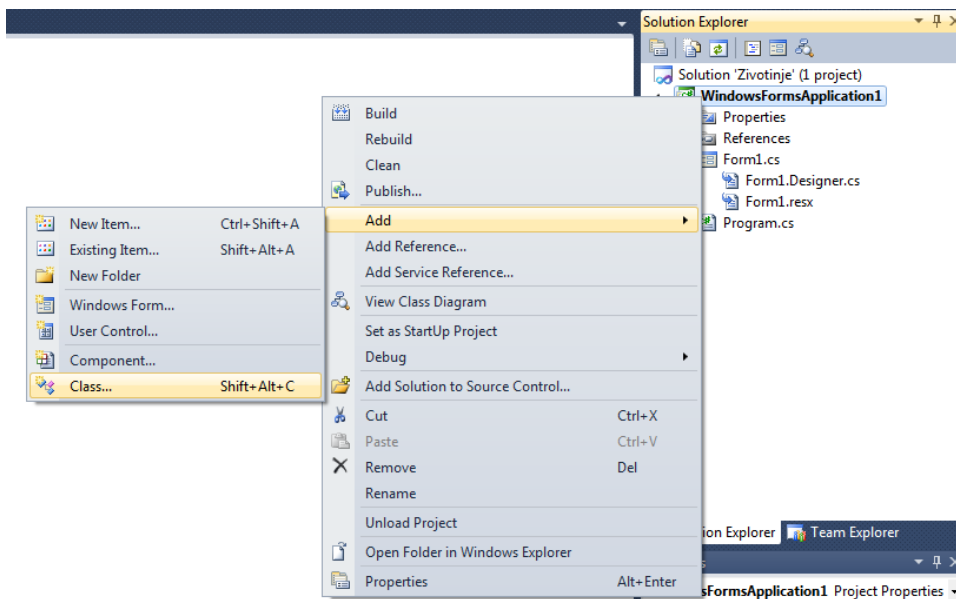 Solution Explorer
Solution 'Zivotinje' (1 project)
WindowsFormsApplication1
Properties
References
Form1.cs
Form1.Designer.cs
Form1.resx
Program.cs
Build
Rebuild
Clean
Publish...
Add
Add Reference...
Add Service Reference...
View Class Diagram
Set as StartUp Project
Debug
Add Solution to Source Control...
Cut Ctrl+X
Paste Ctrl+V
Remove Del
Rename
Unload Project
Open Folder in Windows Explorer
Properties Alt+Enter
New Item... Ctrl+Shift+A
Existing Item... Shift+Alt+A
New Folder
Windows Form...
User Control...
Component...
Class... Shift+Alt+C
ion Explorer Team Explorer
sFormsApplication1 Project Properties